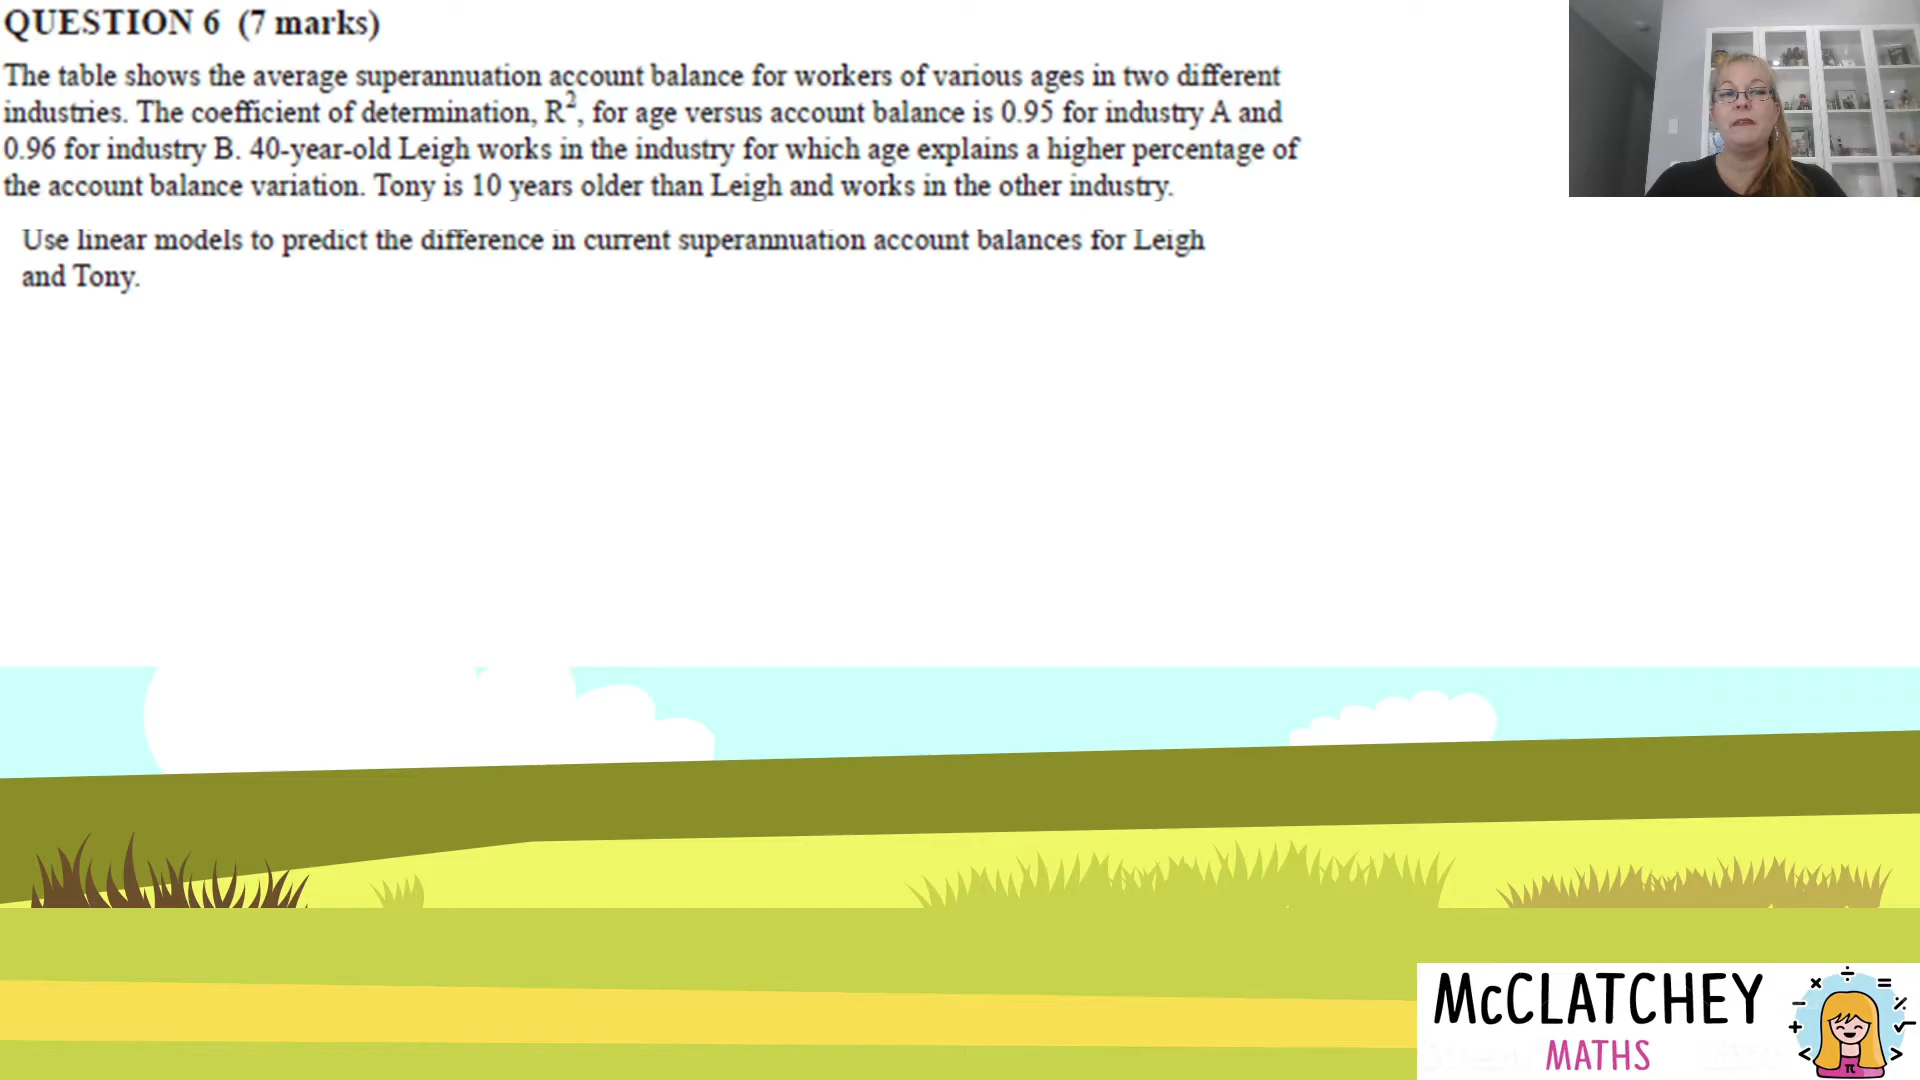 QUESTION 6 (7 marks)
The table shows the average superannuation account balance for workers of various ages in two different
industries. The coefficient of determination, R², for age versus account balance is 0.95 for industry A and
0.96 for industry B. 40-year-old Leigh works in the industry for which age explains a higher percentage of
the account balance variation. Tony is 10 years older than Leigh and works in the other industry.
Use linear models to predict the difference in current superannuation account balances for Leigh
and Tony.
McCLATCHEY
MATHS